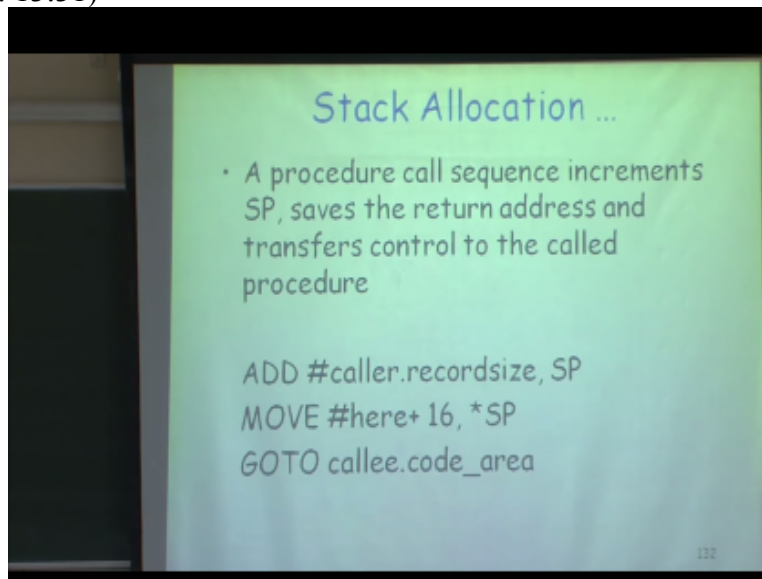 Stack Allocation ...
• A procedure call sequence increments
SP, saves the return address and
transfers control to the called
procedure
ADD #caller.recordsize, SP
MOVE #here+ 16, *SP
GOTO callee.code_area
132